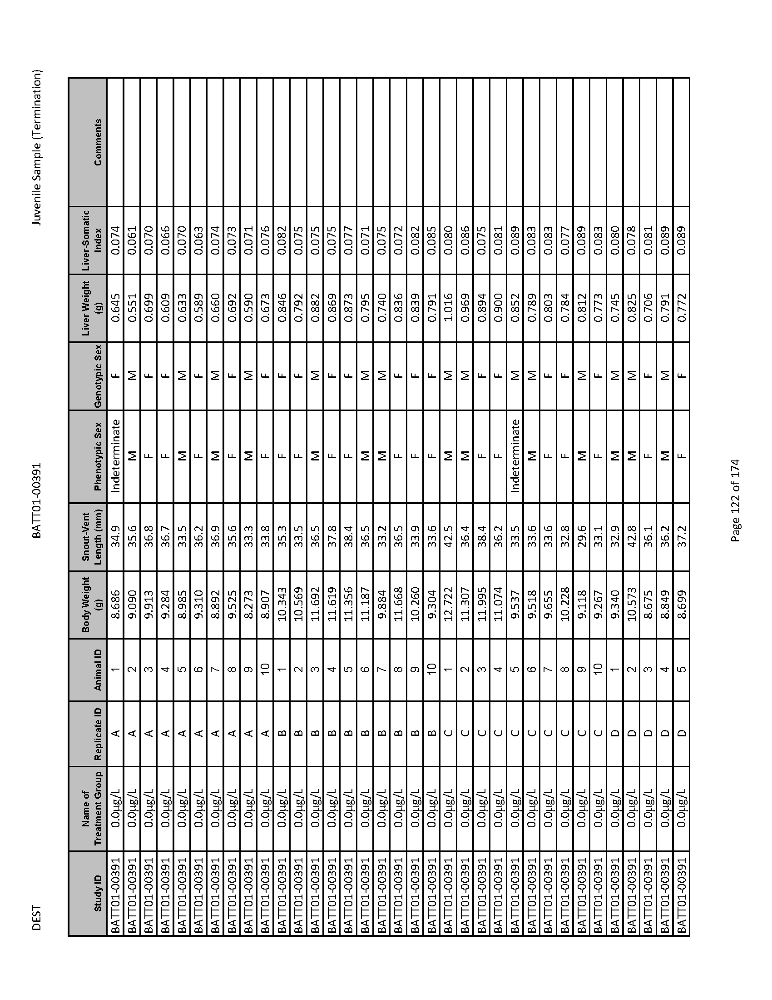 DEST BATT01-00391 Juvenile Sample (Termination)
Study ID Name of Treatment Group Replicate ID Animal ID Body Weight (g) Snout-Vent Length (mm) Phenotypic Sex Genotypic Sex Liver Weight (g) Liver-Somatic Index Comments
BATT01-00391 0.0µg/L A 1 8.686 34.9 Indeterminate F 0.645 0.074
BATT01-00391 0.0µg/L A 2 9.090 35.6 M M 0.551 0.061
BATT01-00391 0.0µg/L A 3 9.913 36.8 F F 0.699 0.070
BATT01-00391 0.0µg/L A 4 9.284 36.7 F F 0.609 0.066
BATT01-00391 0.0µg/L A 5 8.985 33.5 M M 0.633 0.070
BATT01-00391 0.0µg/L A 6 9.310 36.2 F F 0.589 0.063
BATT01-00391 0.0µg/L A 7 8.892 36.9 M M 0.660 0.074
BATT01-00391 0.0µg/L A 8 9.525 35.6 F F 0.692 0.073
BATT01-00391 0.0µg/L A 9 8.273 33.3 M M 0.590 0.071
BATT01-00391 0.0µg/L A 10 8.907 33.8 F F 0.673 0.076
BATT01-00391 0.0µg/L B 1 10.343 35.3 F F 0.846 0.082
BATT01-00391 0.0µg/L B 2 10.569 33.5 F F 0.792 0.075
BATT01-00391 0.0µg/L B 3 11.692 36.5 M M 0.882 0.075
BATT01-00391 0.0µg/L B 4 11.619 37.8 F F 0.869 0.075
BATT01-00391 0.0µg/L B 5 11.356 38.4 F F 0.873 0.077
BATT01-00391 0.0µg/L B 6 11.187 36.5 M M 0.795 0.071
BATT01-00391 0.0µg/L B 7 9.884 33.2 M M 0.740 0.075
BATT01-00391 0.0µg/L B 8 11.668 36.5 F F 0.836 0.072
BATT01-00391 0.0µg/L B 9 10.260 33.9 F F 0.839 0.082
BATT01-00391 0.0µg/L B 10 9.304 33.6 F F 0.791 0.085
BATT01-00391 0.0µg/L C 1 12.722 42.5 M M 1.016 0.080
BATT01-00391 0.0µg/L C 2 11.307 36.4 M M 0.969 0.086
BATT01-00391 0.0µg/L C 3 11.995 38.4 F F 0.894 0.075
BATT01-00391 0.0µg/L C 4 11.074 36.2 F F 0.900 0.081
BATT01-00391 0.0µg/L C 5 9.537 33.5 Indeterminate M 0.852 0.089
BATT01-00391 0.0µg/L C 6 9.518 33.6 M M 0.789 0.083
BATT01-00391 0.0µg/L C 7 9.655 33.6 F F 0.803 0.083
BATT01-00391 0.0µg/L C 8 10.228 32.8 F F 0.784 0.077
BATT01-00391 0.0µg/L C 9 9.118 29.6 M M 0.812 0.089
BATT01-00391 0.0µg/L C 10 9.267 33.1 F F 0.773 0.083
BATT01-00391 0.0µg/L D 1 9.340 32.9 M M 0.745 0.080
BATT01-00391 0.0µg/L D 2 10.573 42.8 M M 0.825 0.078
BATT01-00391 0.0µg/L D 3 8.675 36.1 F F 0.706 0.081
BATT01-00391 0.0µg/L D 4 8.849 36.2 M M 0.791 0.089
BATT01-00391 0.0µg/L D 5 8.699 37.2 F F 0.772 0.089
Page 122 of 174